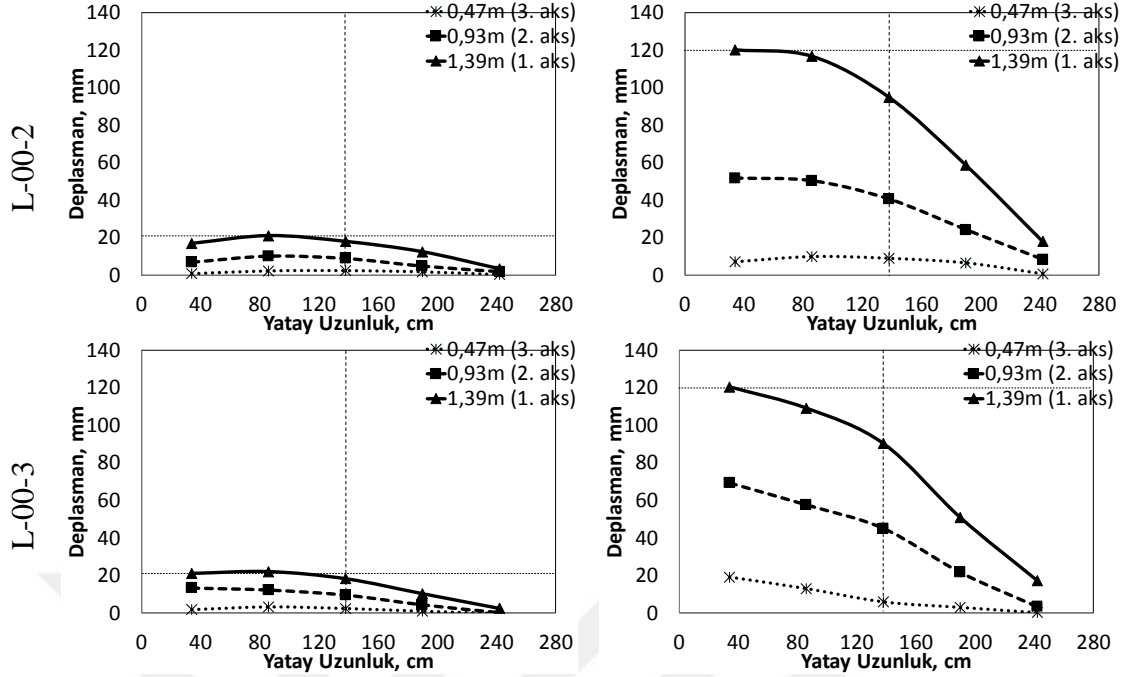 L-00-2
Deplasman, mm
140
120
100
80
60
40
20
0
0 40 80 120 160 200 240 280
Yatay Uzunluk, cm
0,47m (3. aks)
0,93m (2. aks)
1,39m (1. aks)
Deplasman, mm
140
120
100
80
60
40
20
0
0 40 80 120 160 200 240 280
Yatay Uzunluk, cm
0,47m (3. aks)
0,93m (2. aks)
1,39m (1. aks)
L-00-3
Deplasman, mm
140
120
100
80
60
40
20
0
0 40 80 120 160 200 240 280
Yatay Uzunluk, cm
0,47m (3. aks)
0,93m (2. aks)
1,39m (1. aks)
Deplasman, mm
140
120
100
80
60
40
20
0
0 40 80 120 160 200 240 280
Yatay Uzunluk, cm
0,47m (3. aks)
0,93m (2. aks)
1,39m (1. aks)